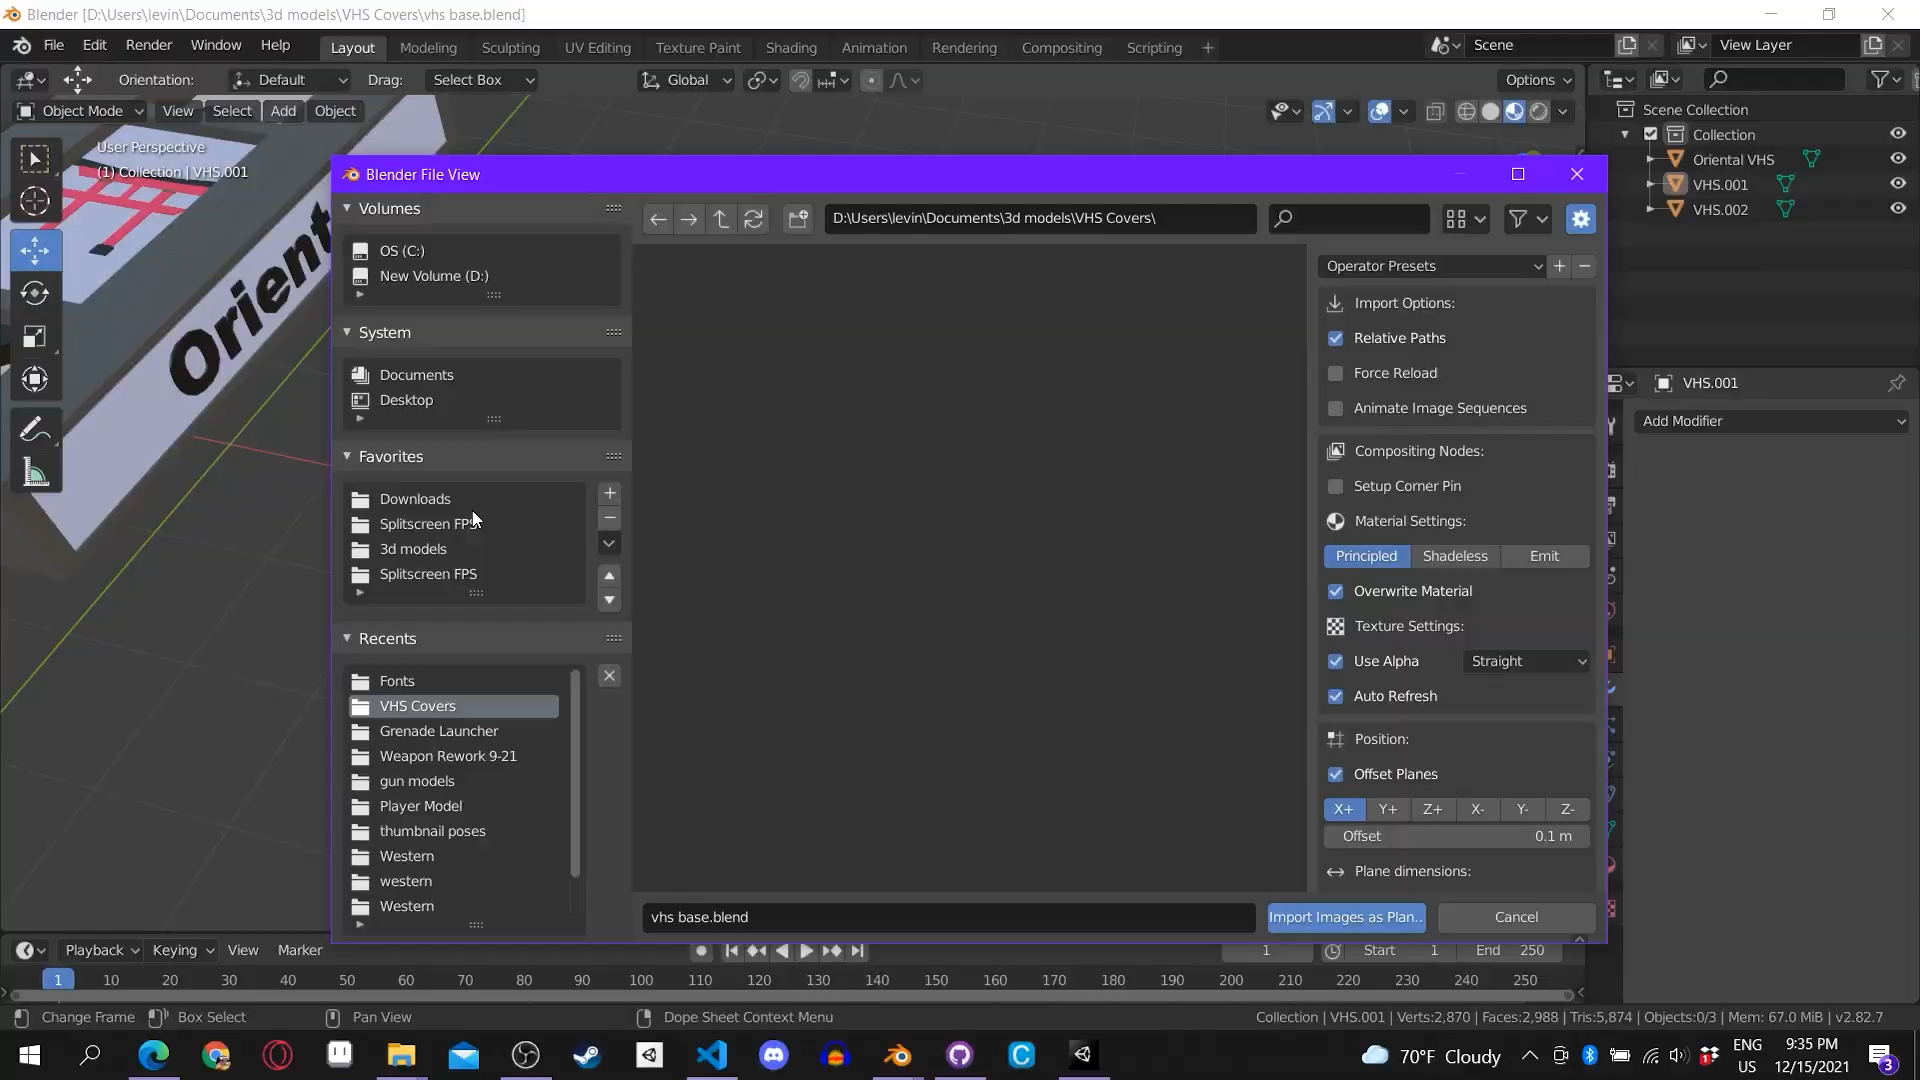 Blender [D:\Users\levin\Documents\3d models\VHS Covers\vhs base.blend]
File Edit Render Window Help Layout Modeling Sculpting UV Editing Texture Paint Shading Animation Rendering Compositing Scripting + Scene View Layer
Orientation: Default Drag: Select Box Global Options
Object Mode View Select Add Object
User Perspective
(1) Collection | VHS.001
Orient
Scene Collection
Collection
Oriental VHS
VHS.001
VHS.002
VHS.001
Add Modifier
Blender File View
Volumes
OS (C:)
New Volume (D:)
System
Documents
Desktop
Favorites
Downloads
Splitscreen FPS
3d models
Splitscreen FPS
Recents
Fonts
VHS Covers
Grenade Launcher
Weapon Rework 9-21
gun models
Player Model
thumbnail poses
Western
western
Western
D:\Users\levin\Documents\3d models\VHS Covers\
Operator Presets
Import Options:
Relative Paths
Force Reload
Animate Image Sequences
Compositing Nodes:
Setup Corner Pin
Material Settings:
Principled Shadeless Emit
Overwrite Material
Texture Settings:
Use Alpha Straight
Auto Refresh
Position:
Offset Planes
X+ Y+ Z+ X- Y- Z-
Offset 0.1 m
Plane dimensions:
vhs base.blend Import Images as Plan.. Cancel
Playback Keying View Marker 1 Start 1 End 250
1 10 20 30 40 50 60 70 80 90 100 110 120 130 140 150 160 170 180 190 200 210 220 230 240 250
Change Frame Box Select Pan View Dope Sheet Context Menu Collection | VHS.001 | Verts:2,870 | Faces:2,988 | Tris:5,874 | Objects:0/3 | Mem: 67.0 MiB | v2.82.7
70°F Cloudy
ENG
US
9:35 PM
12/15/2021
3